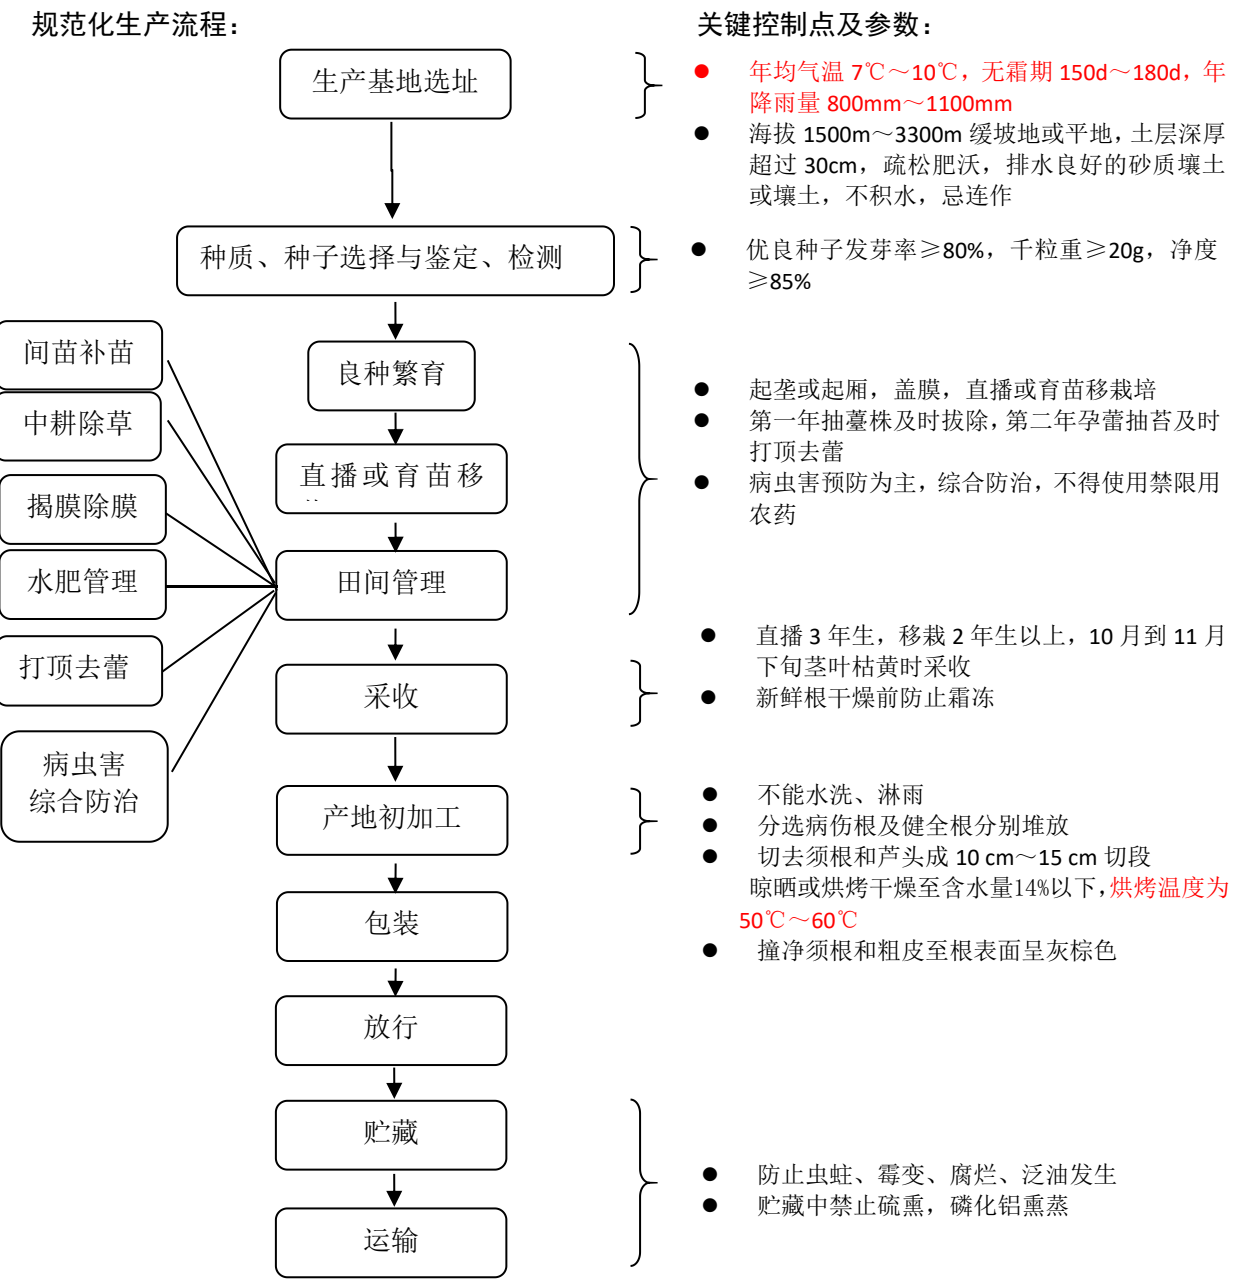 规范化生产流程：
关键控制点及参数：
生产基地选址
● 年均气温 7℃～10℃，无霜期 150d～180d，年
降雨量 800mm～1100mm
● 海拔 1500m～3300m 缓坡地或平地，土层深厚
超过 30cm，疏松肥沃，排水良好的砂质壤土
或壤土，不积水，忌连作
种质、种子选择与鉴定、检测
● 优良种子发芽率≥80%，千粒重≥20g，净度
≥85%
间苗补苗
中耕除草
揭膜除膜
水肥管理
打顶去蕾
病虫害
综合防治
良种繁育
直播或育苗移
田间管理
● 起垄或起厢，盖膜，直播或育苗移栽培
● 第一年抽薹株及时拔除，第二年孕蕾抽苔及时
打顶去蕾
● 病虫害预防为主，综合防治，不得使用禁限用
农药
采收
● 直播 3 年生，移栽 2 年生以上，10 月到 11 月
下旬茎叶枯黄时采收
● 新鲜根干燥前防止霜冻
产地初加工
● 不能水洗、淋雨
● 分选病伤根及健全根分别堆放
● 切去须根和芦头成 10 cm～15 cm 切段
晾晒或烘烤干燥至含水量14%以下，烘烤温度为
50℃～60℃
● 撞净须根和粗皮至根表面呈灰棕色
包装
放行
贮藏
运输
● 防止虫蛀、霉变、腐烂、泛油发生
● 贮藏中禁止硫熏，磷化铝熏蒸